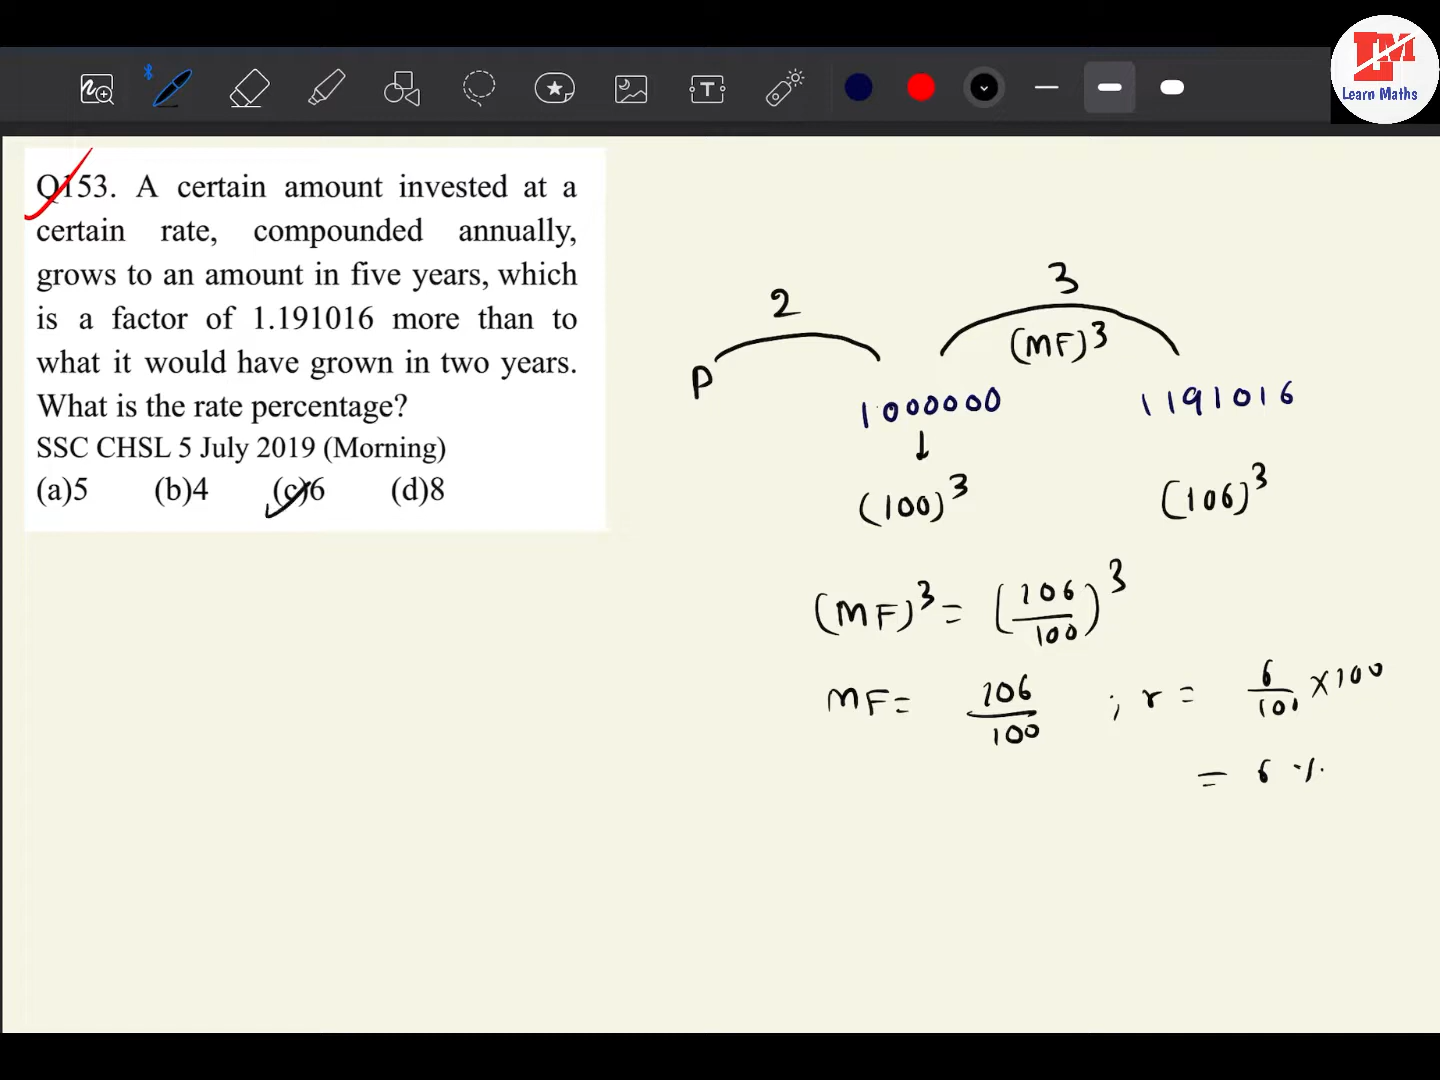 LM
Learn Maths
T
Q153. A certain amount invested at a
certain rate, compounded annually,
grows to an amount in five years, which
is a factor of 1.191016 more than to
what it would have grown in two years.
What is the rate percentage?
SSC CHSL 5 July 2019 (Morning)
(a)5 (b)4 (c)6 (d)8
2 3
(MF)³
P 1000000 1191016
↓
(100)³ (106)³
(MF)³ = (106/100)³
MF = 106/100 ; r = 6/100 × 100
= 6 %